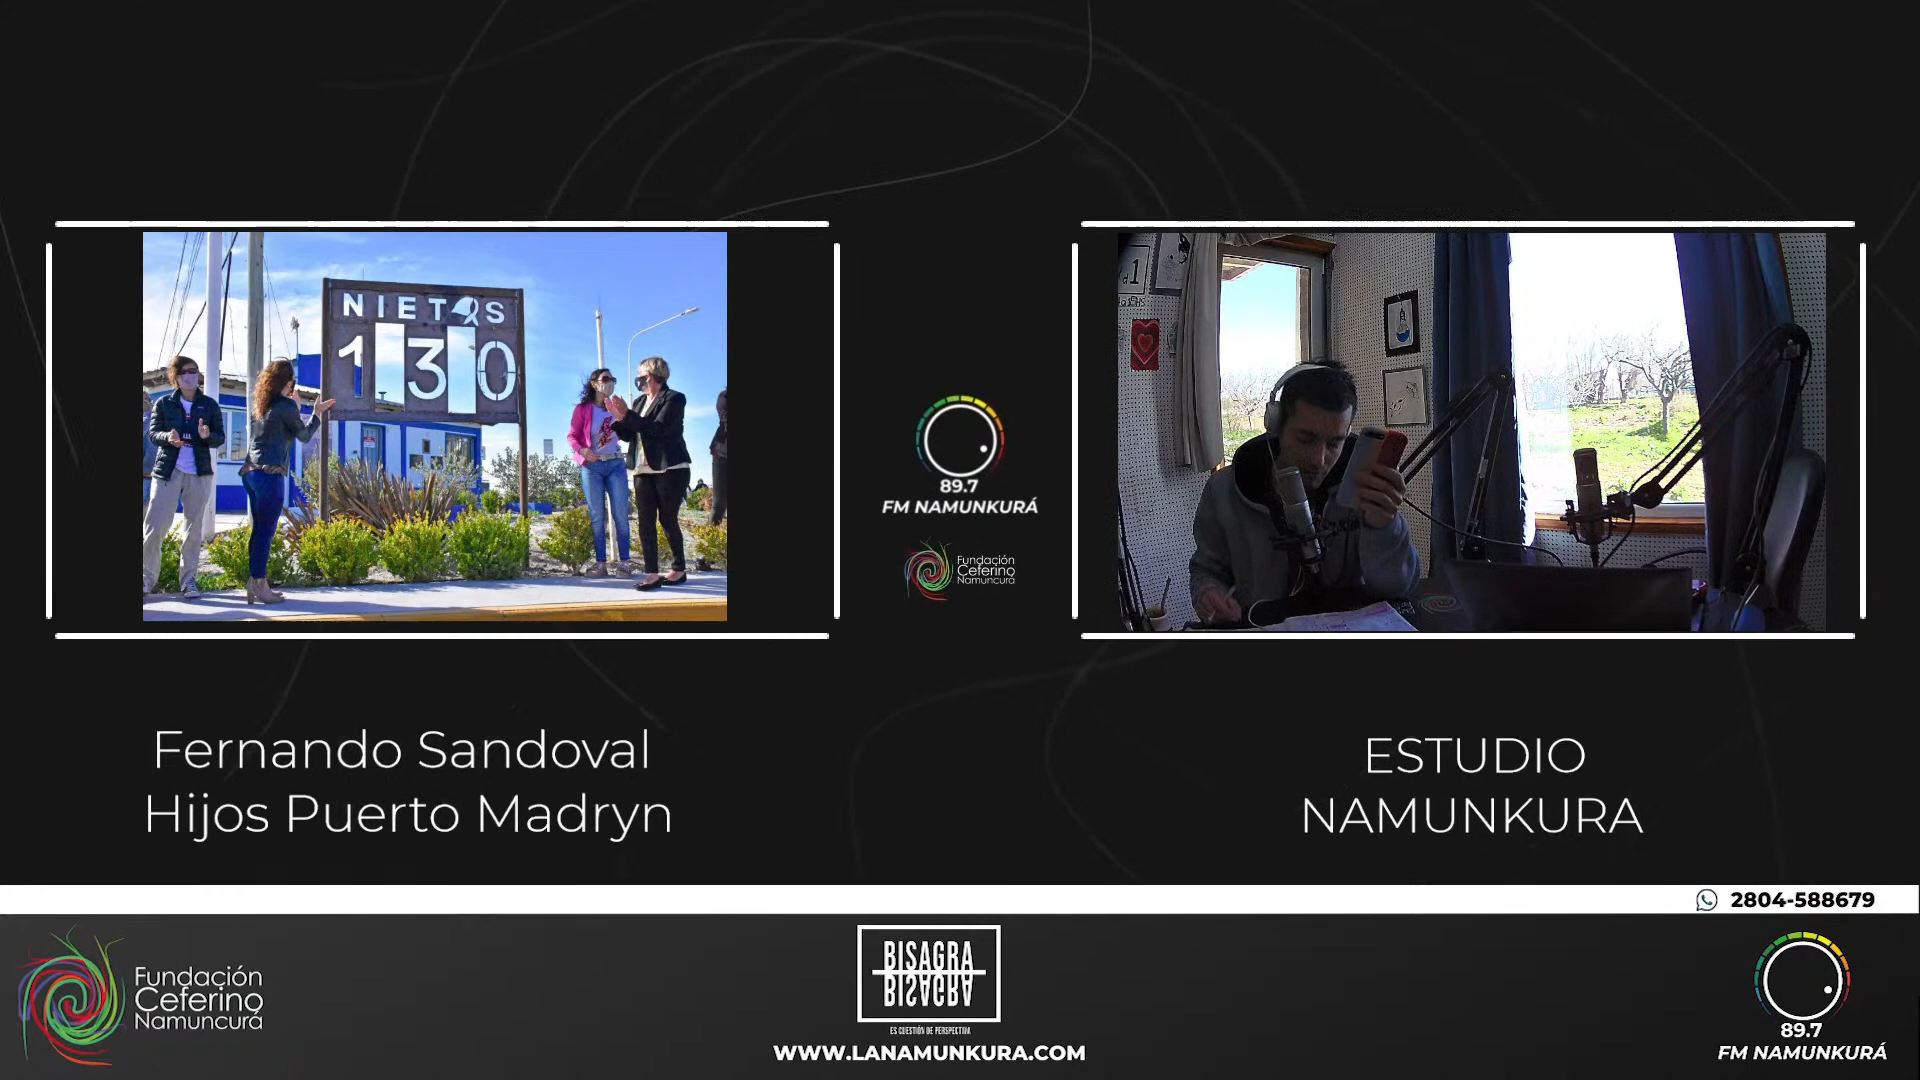 NIETOS
130
89.7
FM NAMUNKURÁ
Fundación
Ceferino
Namuncurá
Fernando Sandoval
Hijos Puerto Madryn
ESTUDIO
NAMUNKURA
2804-588679
Fundación
Ceferino
Namuncurá
BISAGRA
BISAGRA
ES CUESTIÓN DE PERSPECTIVA
WWW.LANAMUNKURA.COM
89.7
FM NAMUNKURÁ